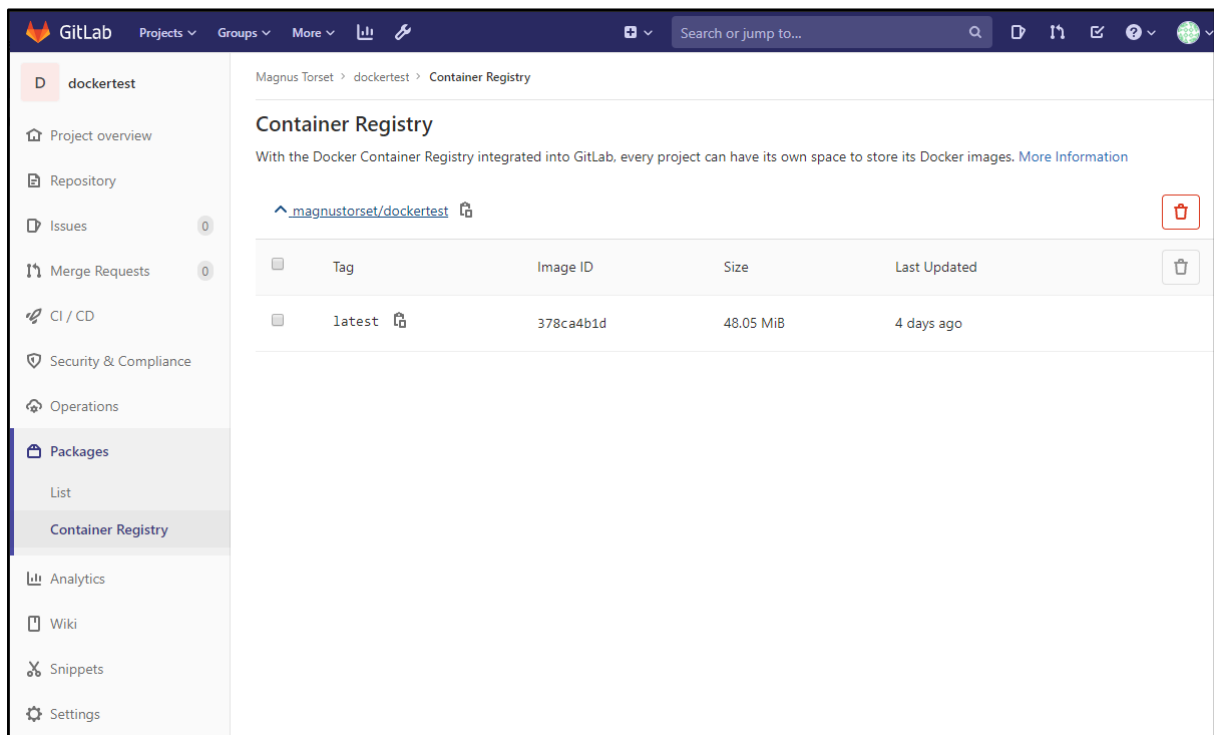 GitLab Projects Groups More Search or jump to...
D dockertest
Magnus Torset > dockertest > Container Registry
Project overview
Repository
Issues 0
Merge Requests 0
CI / CD
Security & Compliance
Operations
Packages
List
Container Registry
Analytics
Wiki
Snippets
Settings
Container Registry
With the Docker Container Registry integrated into GitLab, every project can have its own space to store its Docker images. More Information
magnustorset/dockertest
Tag Image ID Size Last Updated
latest 378ca4b1d 48.05 MiB 4 days ago